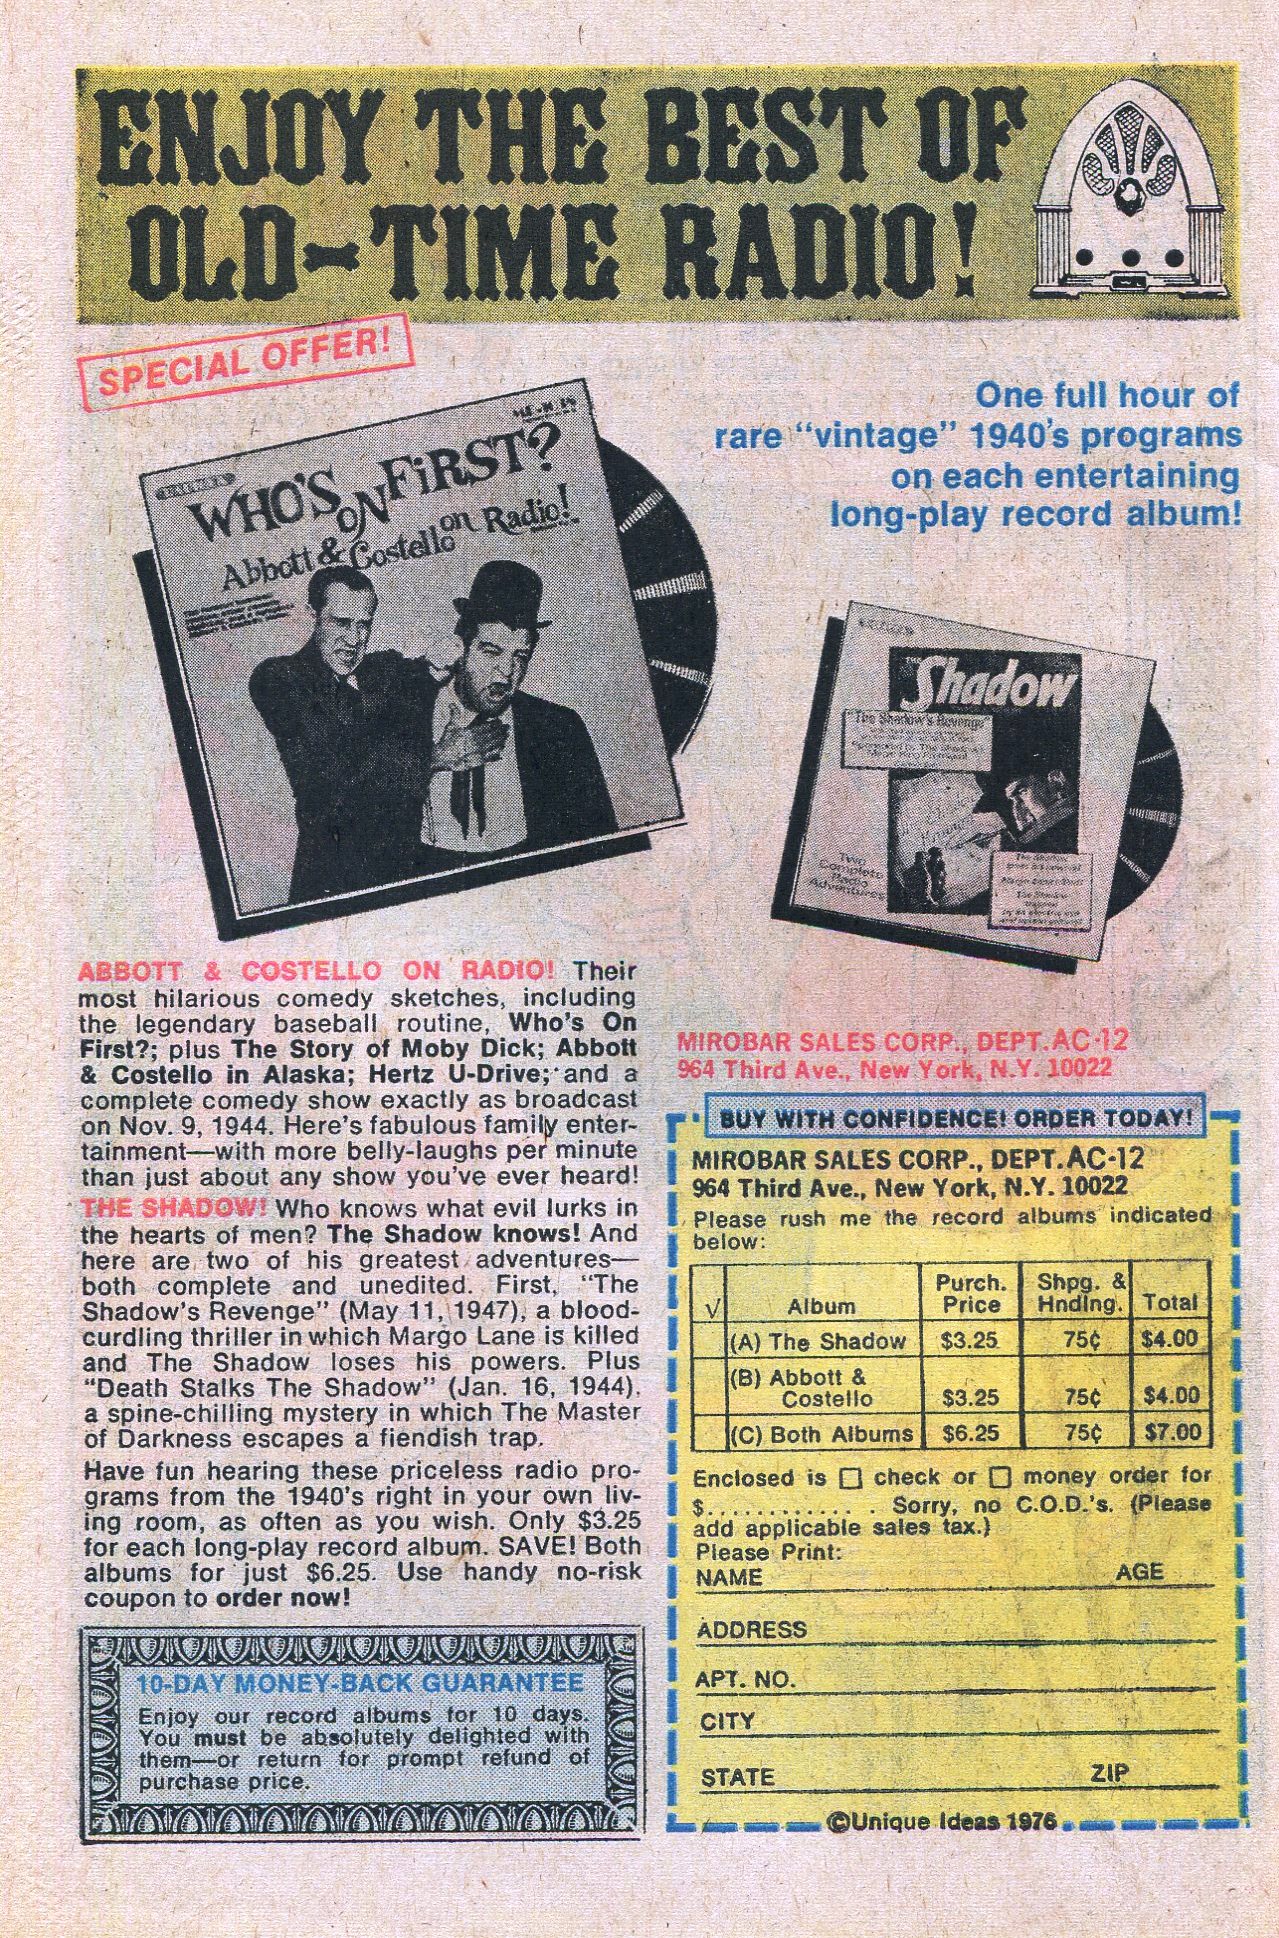 ENJOY THE BEST OF
OLD-TIME RADIO!
SPECIAL OFFER!
One full hour of
rare "vintage" 1940's programs
on each entertaining
long-play record album!
WHO'S ON FiRST?
Abbott & Costello on Radio!
THE
Shadow
"The Shadow's Revenge"
Two
Complete
Radio
Adventures
ABBOTT & COSTELLO ON RADIO! Their
most hilarious comedy sketches, including
the legendary baseball routine, Who's On
First?; plus The Story of Moby Dick; Abbott
& Costello in Alaska; Hertz U-Drive; and a
complete comedy show exactly as broadcast
on Nov. 9, 1944. Here's fabulous family enter-
tainment—with more belly-laughs per minute
than just about any show you've ever heard!
THE SHADOW! Who knows what evil lurks in
the hearts of men? The Shadow knows! And
here are two of his greatest adventures—
both complete and unedited. First, "The
Shadow's Revenge" (May 11, 1947), a blood-
curdling thriller in which Margo Lane is killed
and The Shadow loses his powers. Plus
"Death Stalks The Shadow" (Jan. 16, 1944),
a spine-chilling mystery in which The Master
of Darkness escapes a fiendish trap.
Have fun hearing these priceless radio pro-
grams from the 1940's right in your own liv-
ing room, as often as you wish. Only $3.25
for each long-play record album. SAVE! Both
albums for just $6.25. Use handy no-risk
coupon to order now!
10-DAY MONEY-BACK GUARANTEE
Enjoy our record albums for 10 days.
You must be absolutely delighted with
them—or return for prompt refund of
purchase price.
MIROBAR SALES CORP., DEPT. AC-12
964 Third Ave., New York, N.Y. 10022
BUY WITH CONFIDENCE! ORDER TODAY!
MIROBAR SALES CORP., DEPT. AC-12
964 Third Ave., New York, N.Y. 10022
Please rush me the record albums indicated
below:
√ Album Purch. Price Shpg. & Hndlng. Total
(A) The Shadow $3.25 75¢ $4.00
(B) Abbott &
Costello $3.25 75¢ $4.00
(C) Both Albums $6.25 75¢ $7.00
Enclosed is □ check or □ money order for
$............. Sorry, no C.O.D.'s. (Please
add applicable sales tax.)
Please Print:
NAME AGE
ADDRESS
APT. NO.
CITY
STATE ZIP
©Unique Ideas 1976